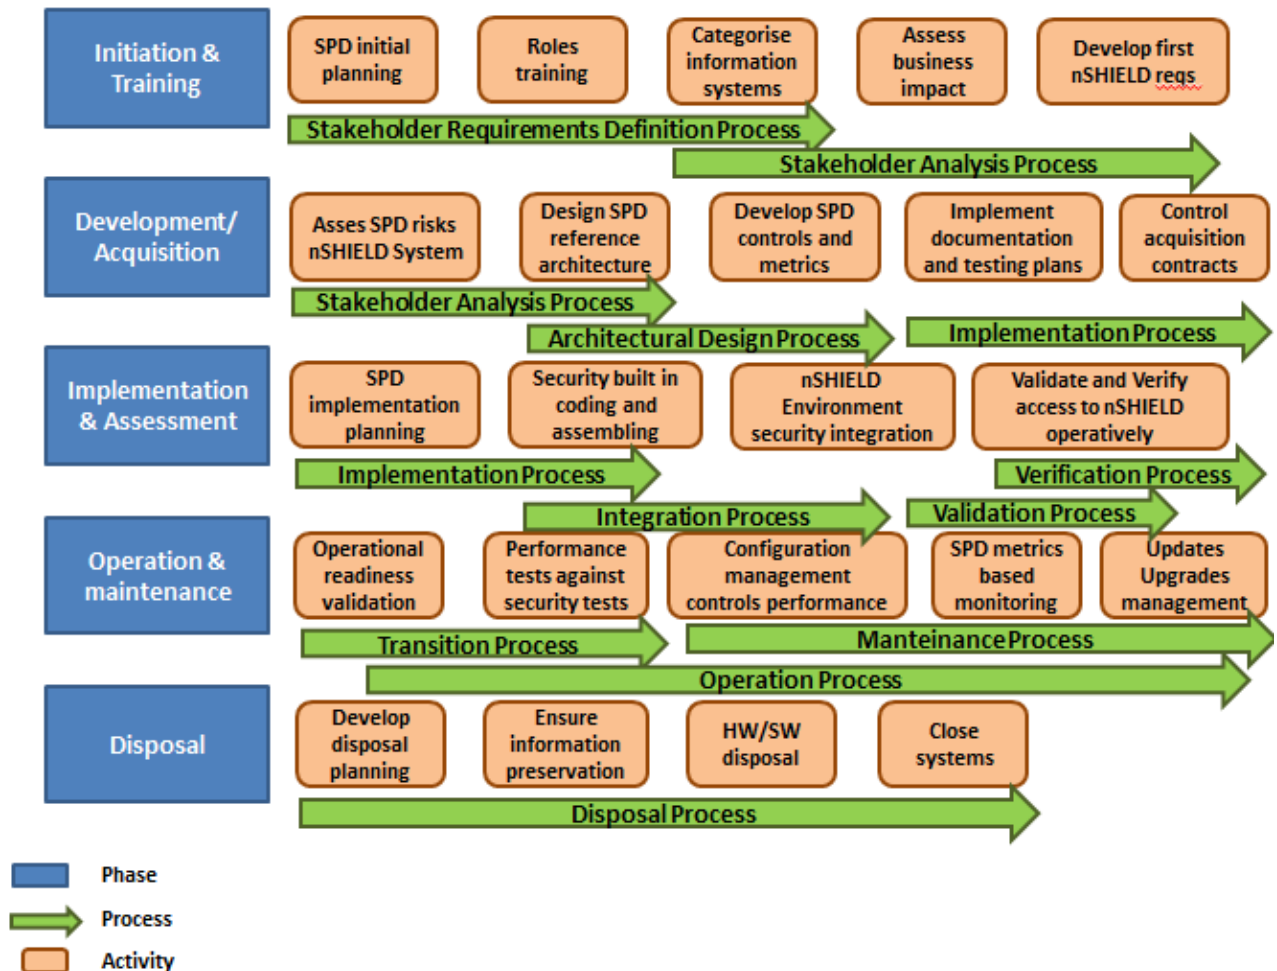 Initiation &
Training
SPD initial
planning
Roles
training
Categorise
information
systems
Assess
business
impact
Develop first
nSHIELD reqs
Stakeholder Requirements Definition Process
Stakeholder Analysis Process
Development/
Acquisition
Asses SPD risks
nSHIELD System
Design SPD
reference
architecture
Develop SPD
controls and
metrics
Implement
documentation
and testing plans
Control
acquisition
contracts
Stakeholder Analysis Process
Architectural Design Process
Implementation Process
Implementation
& Assessment
SPD
implementation
planning
Security built in
coding and
assembling
nSHIELD
Environment
security integration
Validate and Verify
access to nSHIELD
operatively
Implementation Process
Verification Process
Integration Process
Validation Process
Operation &
maintenance
Operational
readiness
validation
Performance
tests against
security tests
Configuration
management
controls performance
SPD metrics
based
monitoring
Updates
Upgrades
management
Transition Process
Manteinance Process
Operation Process
Disposal
Develop
disposal
planning
Ensure
information
preservation
HW/SW
disposal
Close
systems
Disposal Process
Phase
Process
Activity